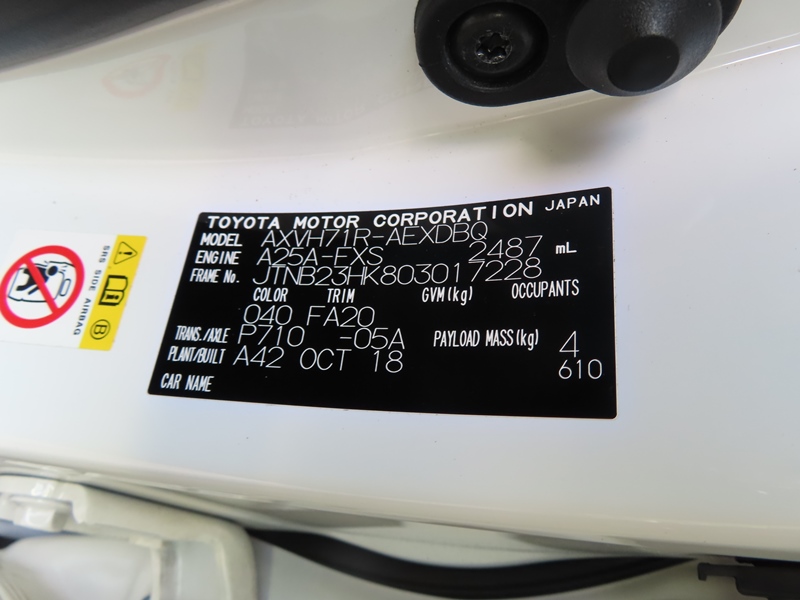 TOYOTA MOTOR CORPORATION JAPAN
MODEL AXVH71R-AEXDBQ
ENGINE A25A-FXS 2487 mL
FRAME No. JTNB23HK803017228
COLOR TRIM GVM(kg) OCCUPANTS
040 FA20
TRANS./AXLE P710 -05A PAYLOAD MASS(kg) 4
PLANT/BUILT A42 OCT 18 610
CAR NAME
SRS SIDE AIRBAG
B